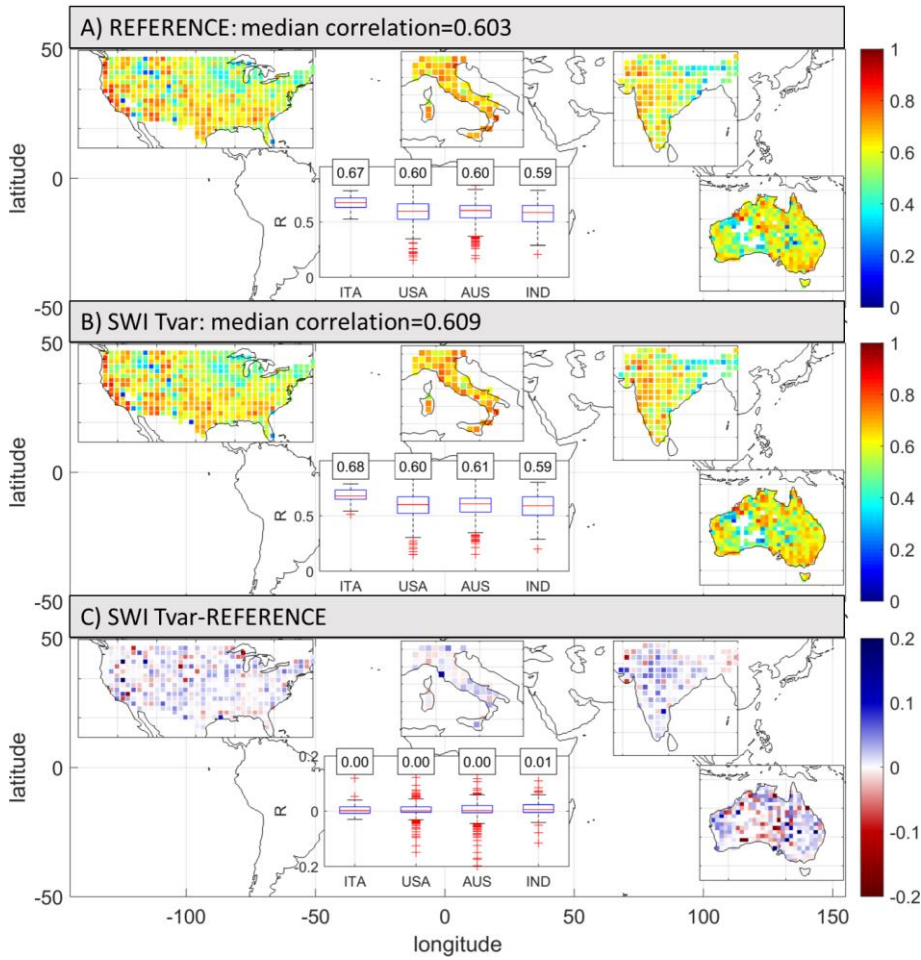 A) REFERENCE: median correlation=0.603
50
0
-50
latitude
1
0.8
0.6
0.4
0.2
0
0.67 0.60 0.60 0.59
R
0.5
0
ITA USA AUS IND
B) SWI Tvar: median correlation=0.609
50
0
-50
latitude
1
0.8
0.6
0.4
0.2
0
0.68 0.60 0.61 0.59
R
0.5
0
ITA USA AUS IND
C) SWI Tvar-REFERENCE
50
0
-50
latitude
0.2
0.1
0
-0.1
-0.2
0.2
0.00 0.00 0.00 0.01
R
0
-0.2
ITA USA AUS IND
-100 -50 0 50 100 150
longitude